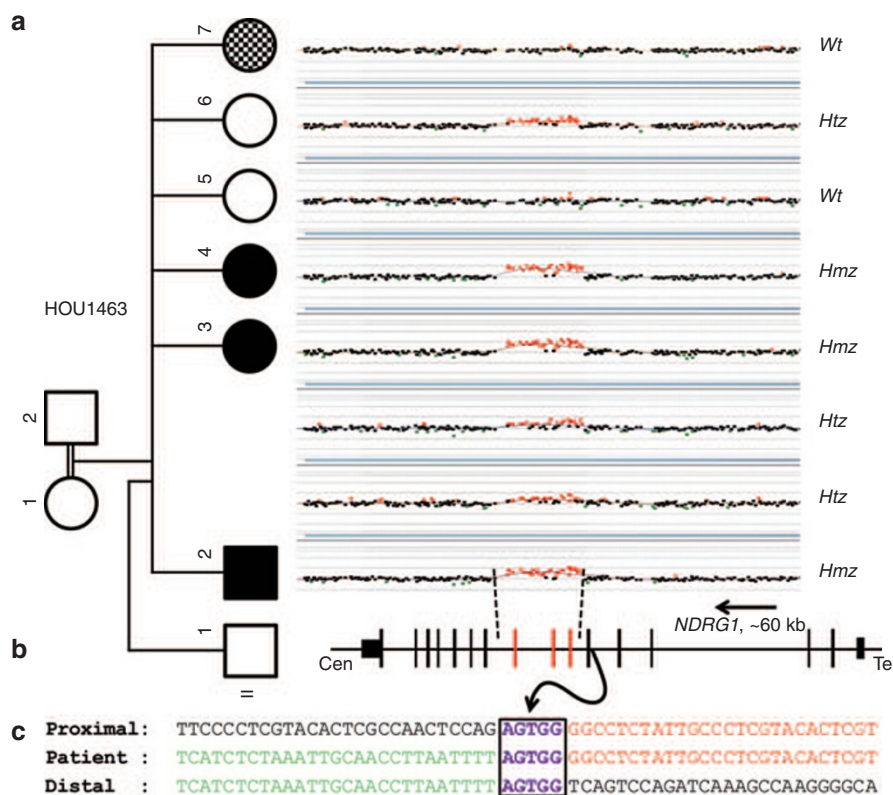 a
7
Wt
6
Htz
5
Wt
4
Hmz
HOU1463
3
Hmz
2
Htz
1
Htz
2
Hmz
NDRG1, ~60 kb
1
b
Cen
Te
II
c
Proximal: TTCCCCTCGTACACTCGCCAACTCCAG AGTGG GGCCTCTATTGCCCTCGTACACTCGT
Patient : TCATCTCTAAATTGCAACCTTAATTTT AGTGG GGCCTCTATTGCCCTCGTACACTCGT
Distal : TCATCTCTAAATTGCAACCTTAATTTT AGTGG TCAGTCCAGATCAAAGCCAAGGGGCA